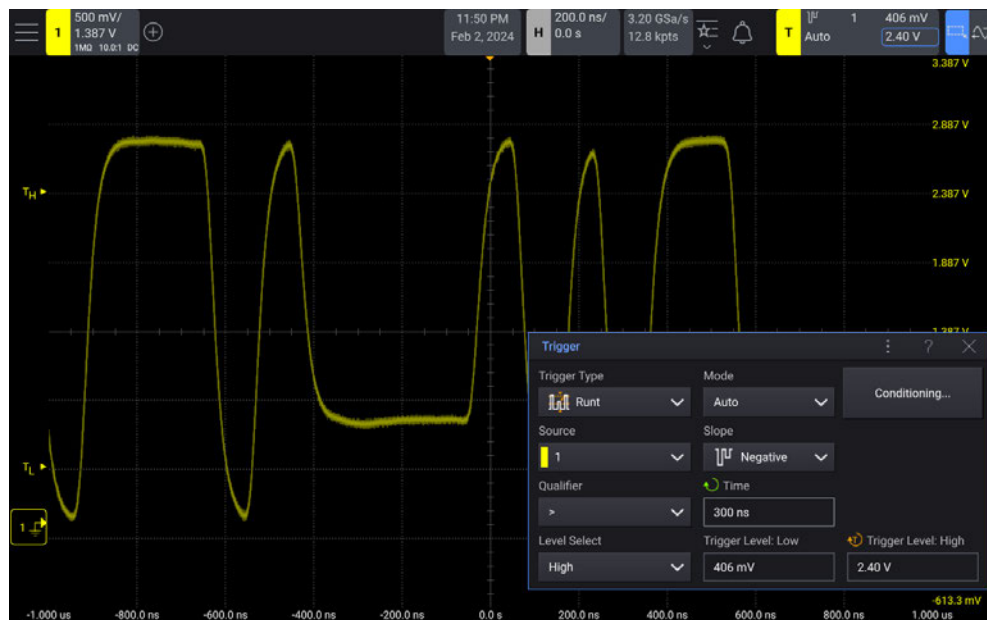 1 500 mV/ 1.387 V 1MΩ 10.0:1 DC
11:50 PM
Feb 2, 2024
H 200.0 ns/ 0.0 s
3.20 GSa/s
12.8 kpts
T Auto 1 406 mV 2.40 V
3.387 V
2.887 V
TH
2.387 V
1.887 V
1.387 V
TL
1
Trigger ?
Trigger Type Mode
Runt Auto Conditioning...
Source Slope
1 Negative
Qualifier Time
> 300 ns
Level Select Trigger Level: Low Trigger Level: High
High 406 mV 2.40 V
-613.3 mV
-1.000 us -800.0 ns -600.0 ns -400.0 ns -200.0 ns 0.0 s 200.0 ns 400.0 ns 600.0 ns 800.0 ns 1.000 us